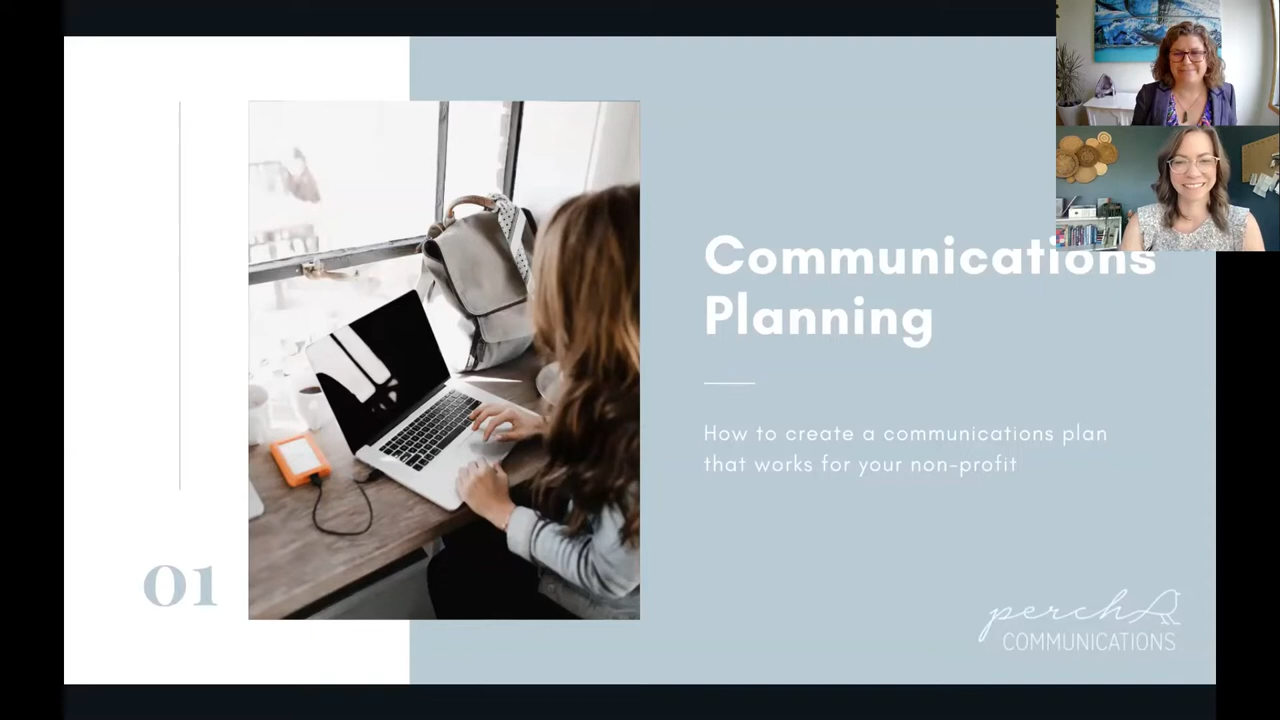 Communications
Planning
How to create a communications plan
that works for your non-profit
01
perch
COMMUNICATIONS